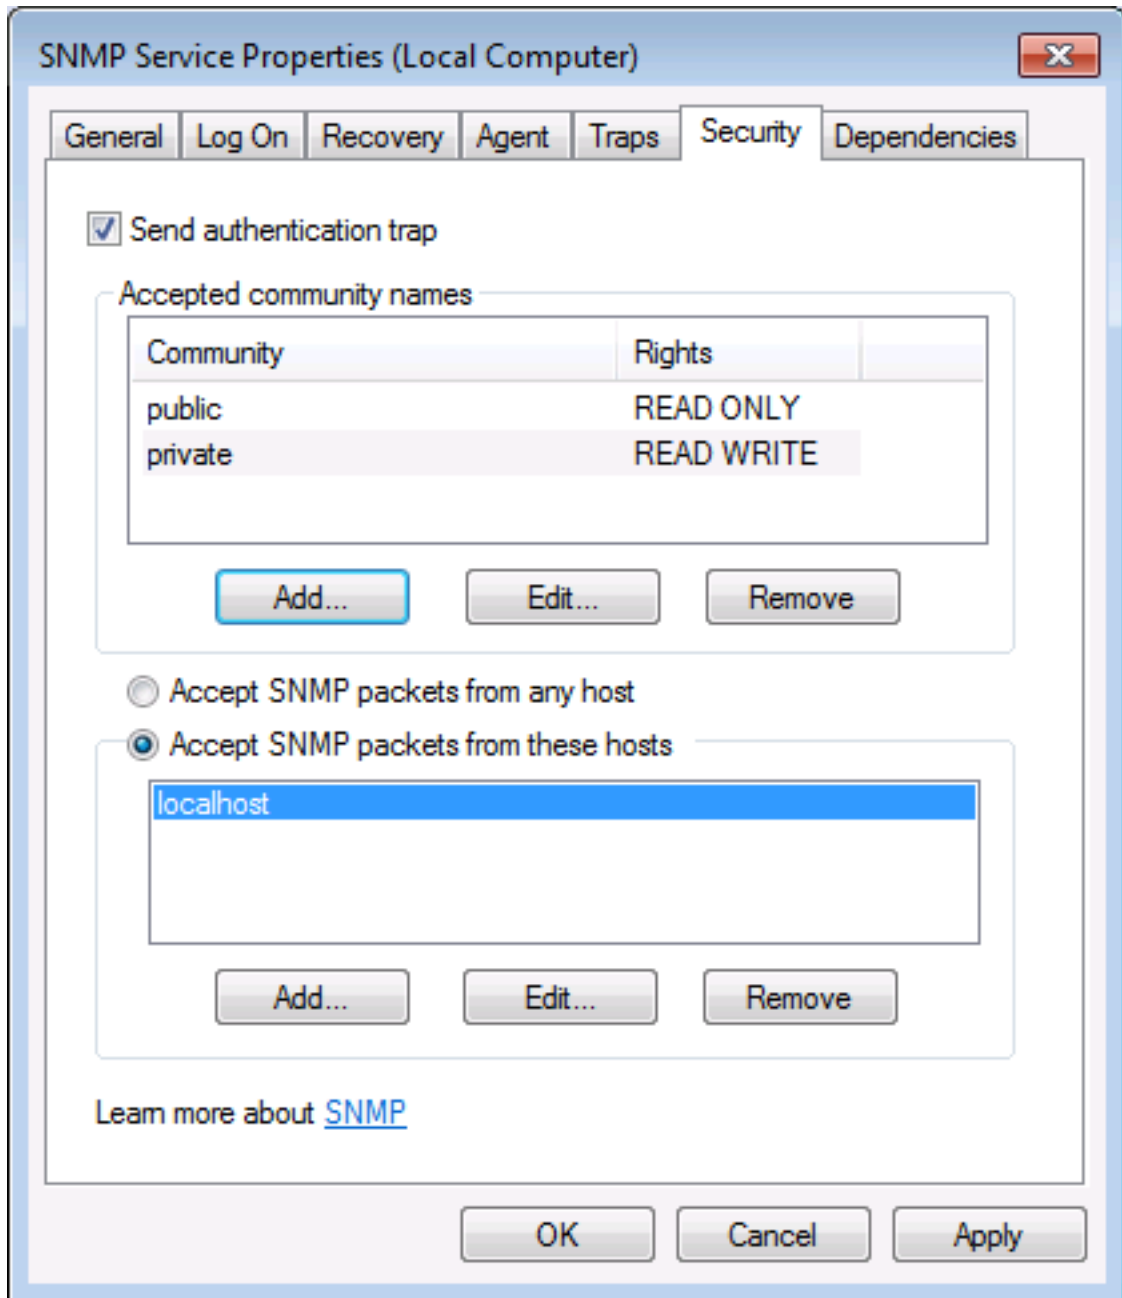 SNMP Service Properties (Local Computer)
General Log On Recovery Agent Traps Security Dependencies
Send authentication trap
Accepted community names
Community Rights
public READ ONLY
private READ WRITE
Add... Edit... Remove
Accept SNMP packets from any host
Accept SNMP packets from these hosts
localhost
Add... Edit... Remove
Learn more about SNMP
OK Cancel Apply